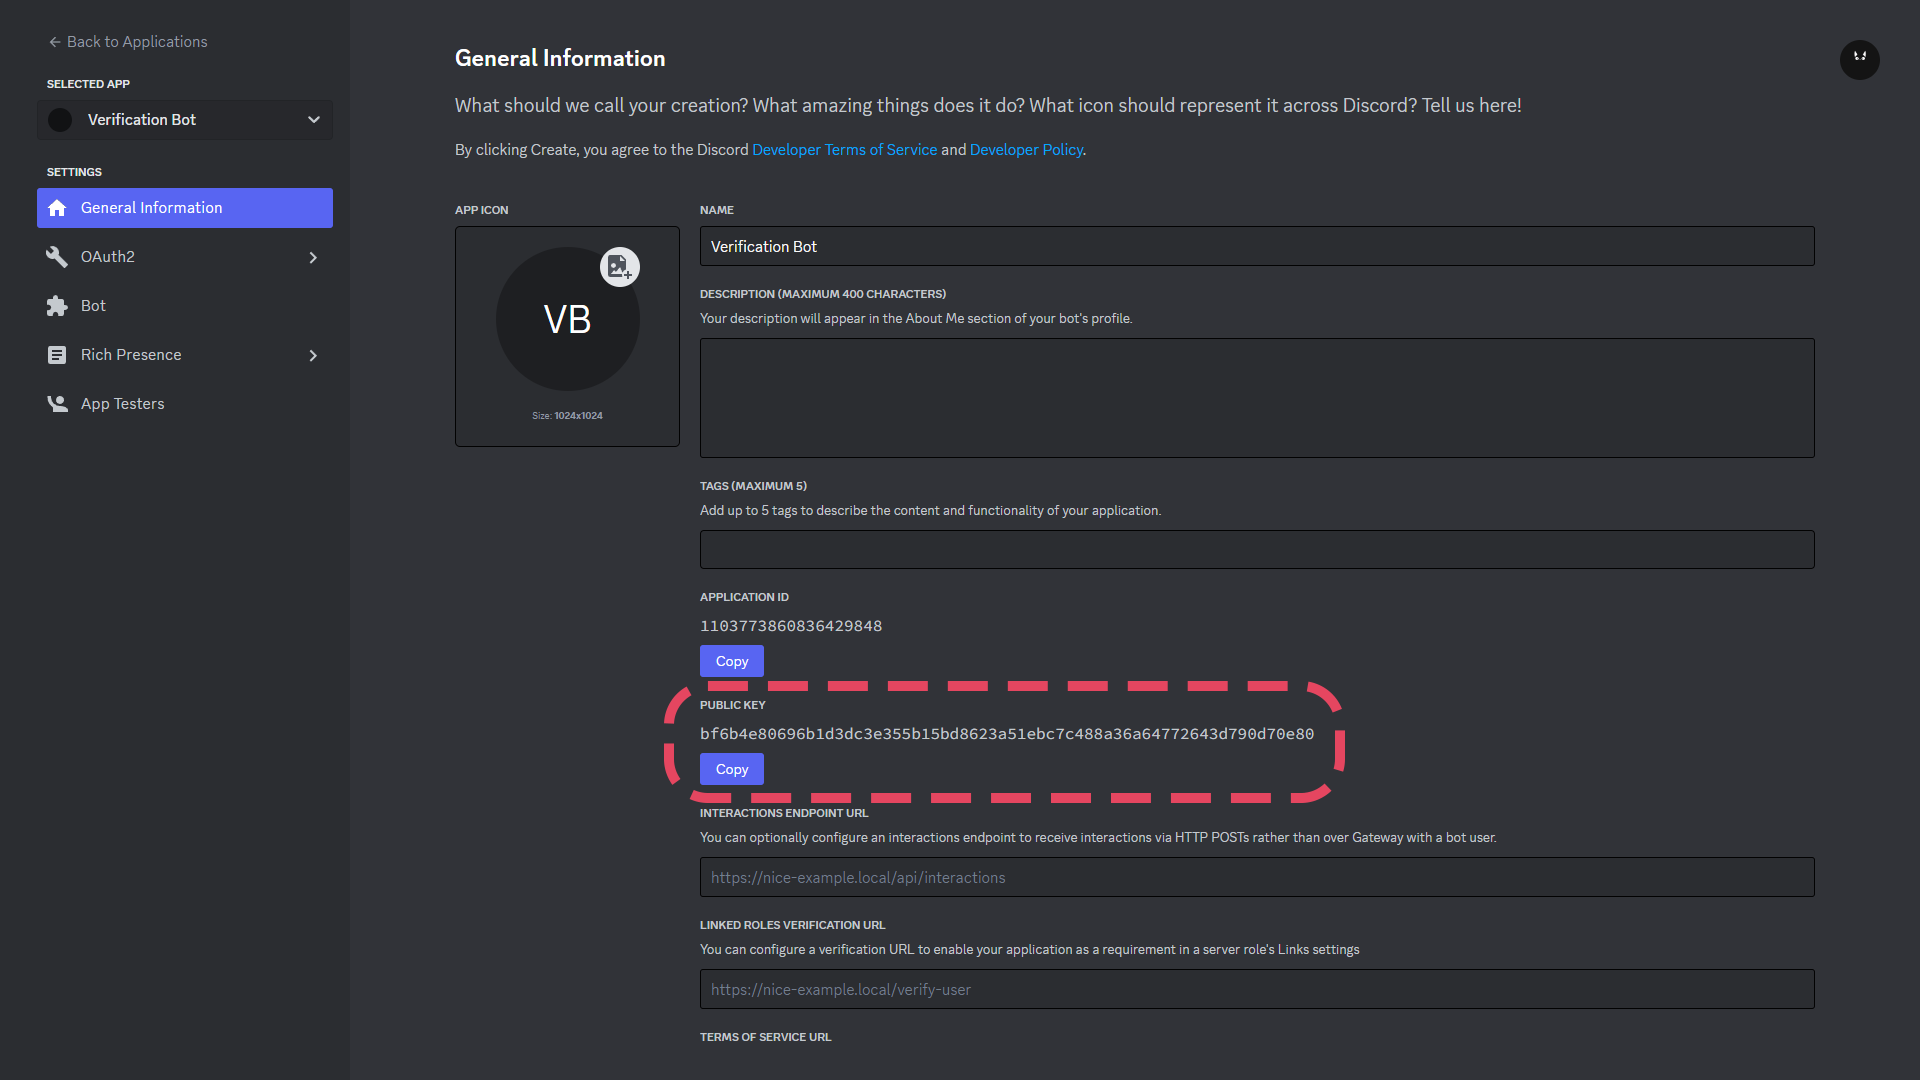 Back to Applications
SELECTED APP
Verification Bot
SETTINGS
General Information
OAuth2
Bot
Rich Presence
App Testers
General Information
What should we call your creation? What amazing things does it do? What icon should represent it across Discord? Tell us here!
By clicking Create, you agree to the Discord Developer Terms of Service and Developer Policy.
APP ICON
VB
Size: 1024x1024
NAME
Verification Bot
DESCRIPTION (MAXIMUM 400 CHARACTERS)
Your description will appear in the About Me section of your bot's profile.
TAGS (MAXIMUM 5)
Add up to 5 tags to describe the content and functionality of your application.
APPLICATION ID
1103773860836429848
Copy
PUBLIC KEY
bf6b4e80696b1d3dc3e355b15bd8623a51ebc7c488a36a64772643d790d70e80
Copy
INTERACTIONS ENDPOINT URL
You can optionally configure an interactions endpoint to receive interactions via HTTP POSTs rather than over Gateway with a bot user.
https://nice-example.local/api/interactions
LINKED ROLES VERIFICATION URL
You can configure a verification URL to enable your application as a requirement in a server role's Links settings
https://nice-example.local/verify-user
TERMS OF SERVICE URL